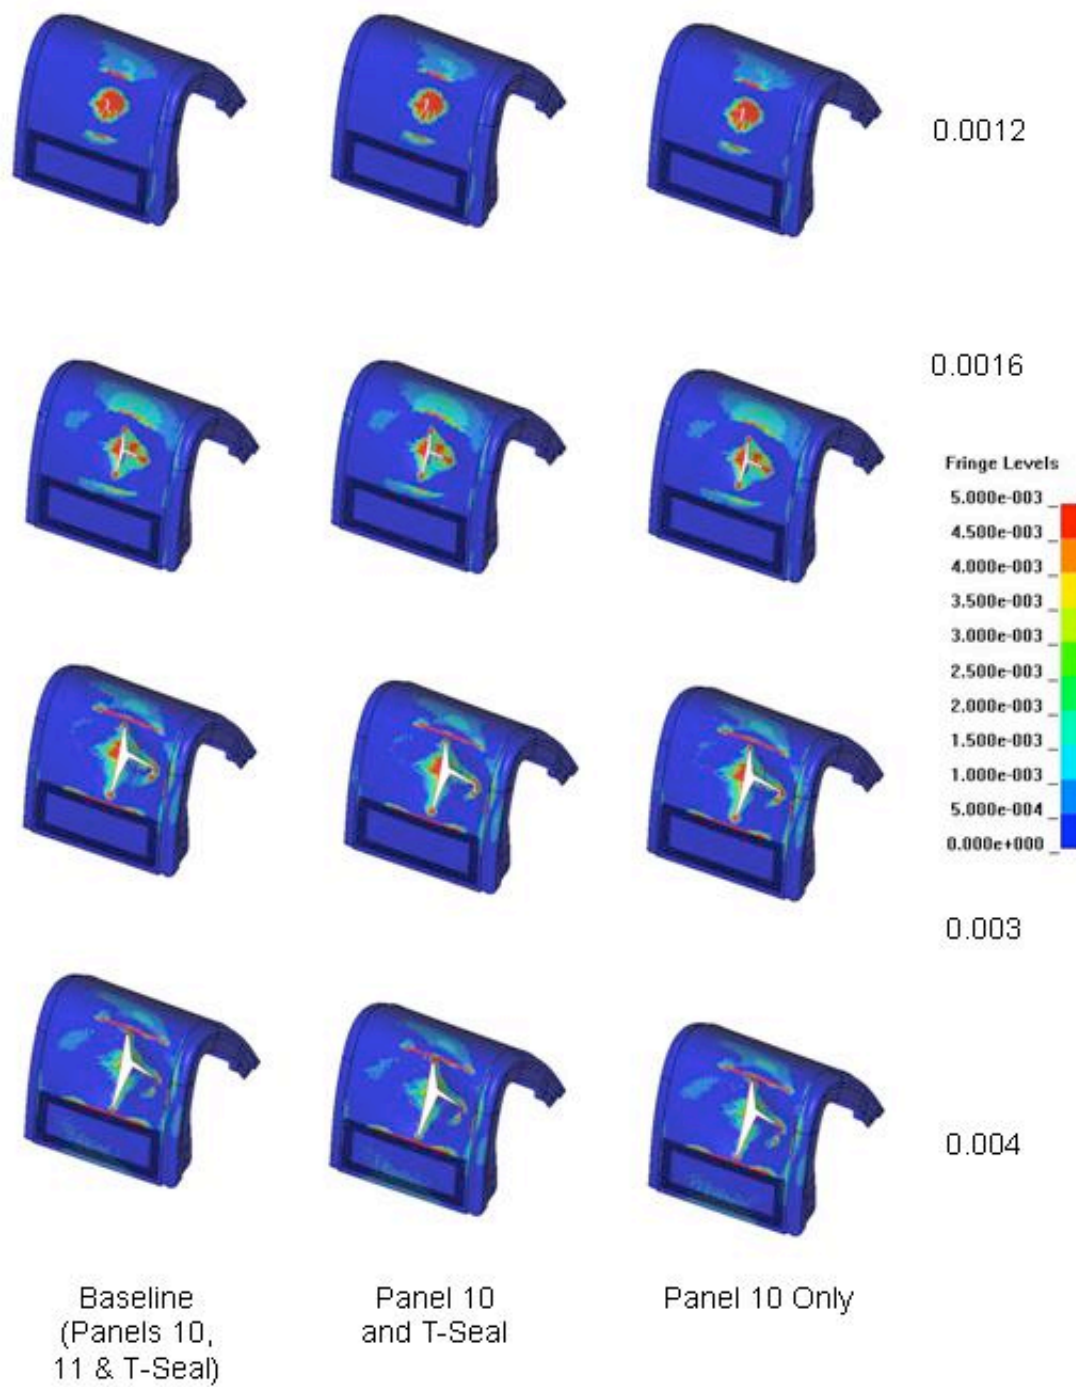 0.0012
0.0016
Fringe Levels
5.000e-003
4.500e-003
4.000e-003
3.500e-003
3.000e-003
2.500e-003
2.000e-003
1.500e-003
1.000e-003
5.000e-004
0.000e+000
0.003
0.004
Baseline
(Panels 10,
11 & T-Seal)
Panel 10
and T-Seal
Panel 10 Only